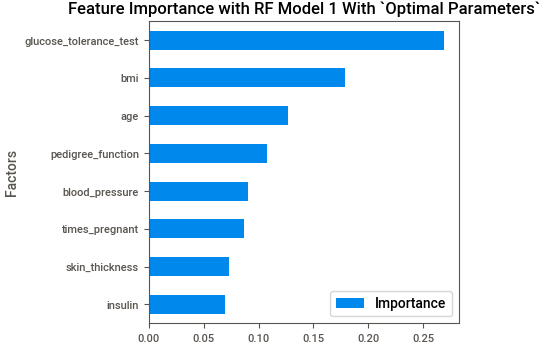 Feature Importance with RF Model 1 With `Optimal Parameters`
glucose_tolerance_test
bmi
age
pedigree_function
blood_pressure
times_pregnant
skin_thickness
insulin
Factors
Importance
0.00 0.05 0.10 0.15 0.20 0.25